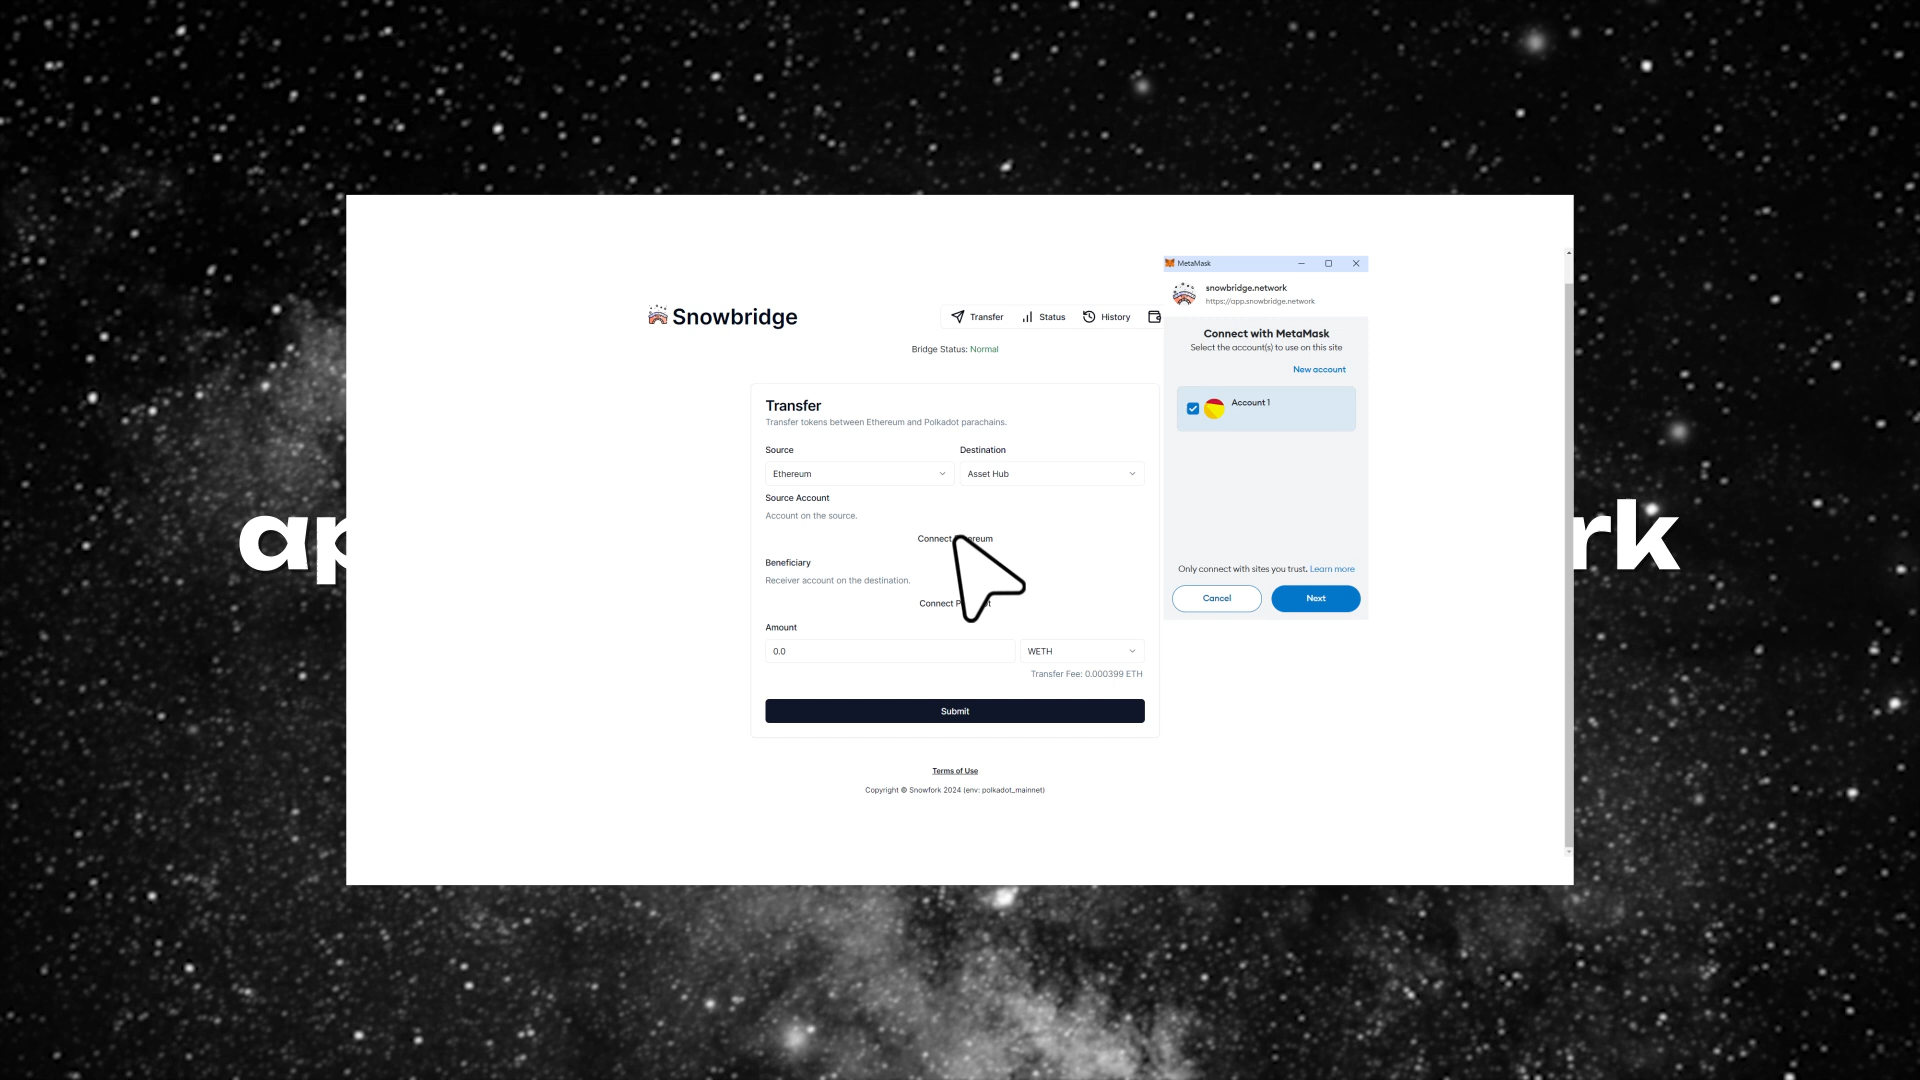 Snowbridge
Transfer
Status
History
Bridge Status: Normal
Transfer
Transfer tokens between Ethereum and Polkadot parachains.
Source
Destination
Ethereum
Asset Hub
Source Account
Account on the source.
Connect
Beneficiary
Receiver account on the destination.
Connect
Amount
0.0
WETH
Transfer Fee: 0.000399 ETH
Submit
Terms of Use
Copyright © Snowfork 2024 (env: polkadot_mainnet)
MetaMask
snowbridge.network
https://app.snowbridge.network
Connect with MetaMask
Select the account(s) to use on this site
New account
Account 1
Only connect with sites you trust. Learn more
Cancel
Next